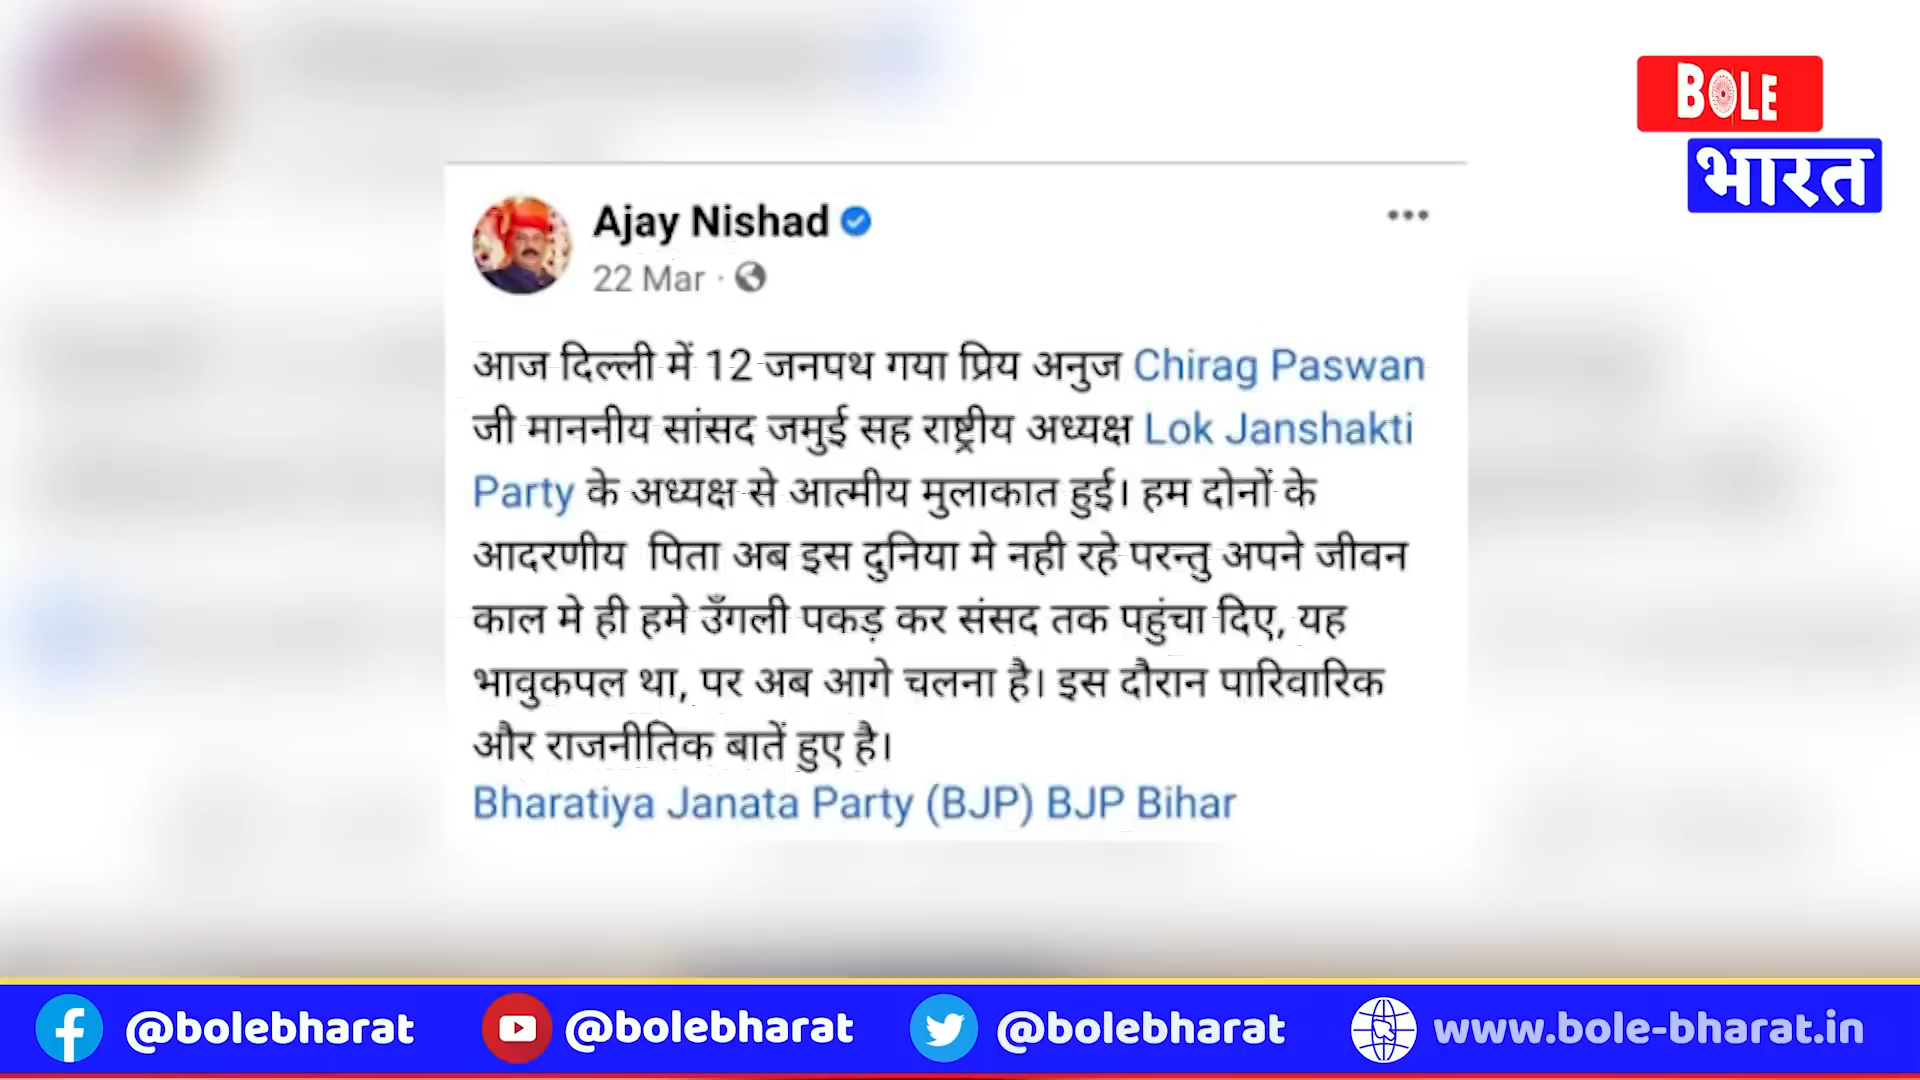 BOLE
भारत
Ajay Nishad
22 Mar ·
आज दिल्ली में 12 जनपथ गया प्रिय अनुज Chirag Paswan
जी माननीय सांसद जमुई सह राष्ट्रीय अध्यक्ष Lok Janshakti
Party के अध्यक्ष से आत्मीय मुलाकात हुई। हम दोनों के
आदरणीय पिता अब इस दुनिया मे नही रहे परन्तु अपने जीवन
काल मे ही हमे उँगली पकड़ कर संसद तक पहुंचा दिए, यह
भावुकपल था, पर अब आगे चलना है। इस दौरान पारिवारिक
और राजनीतिक बातें हुए है।
Bharatiya Janata Party (BJP) BJP Bihar
@bolebharat @bolebharat @bolebharat www.bole-bharat.in